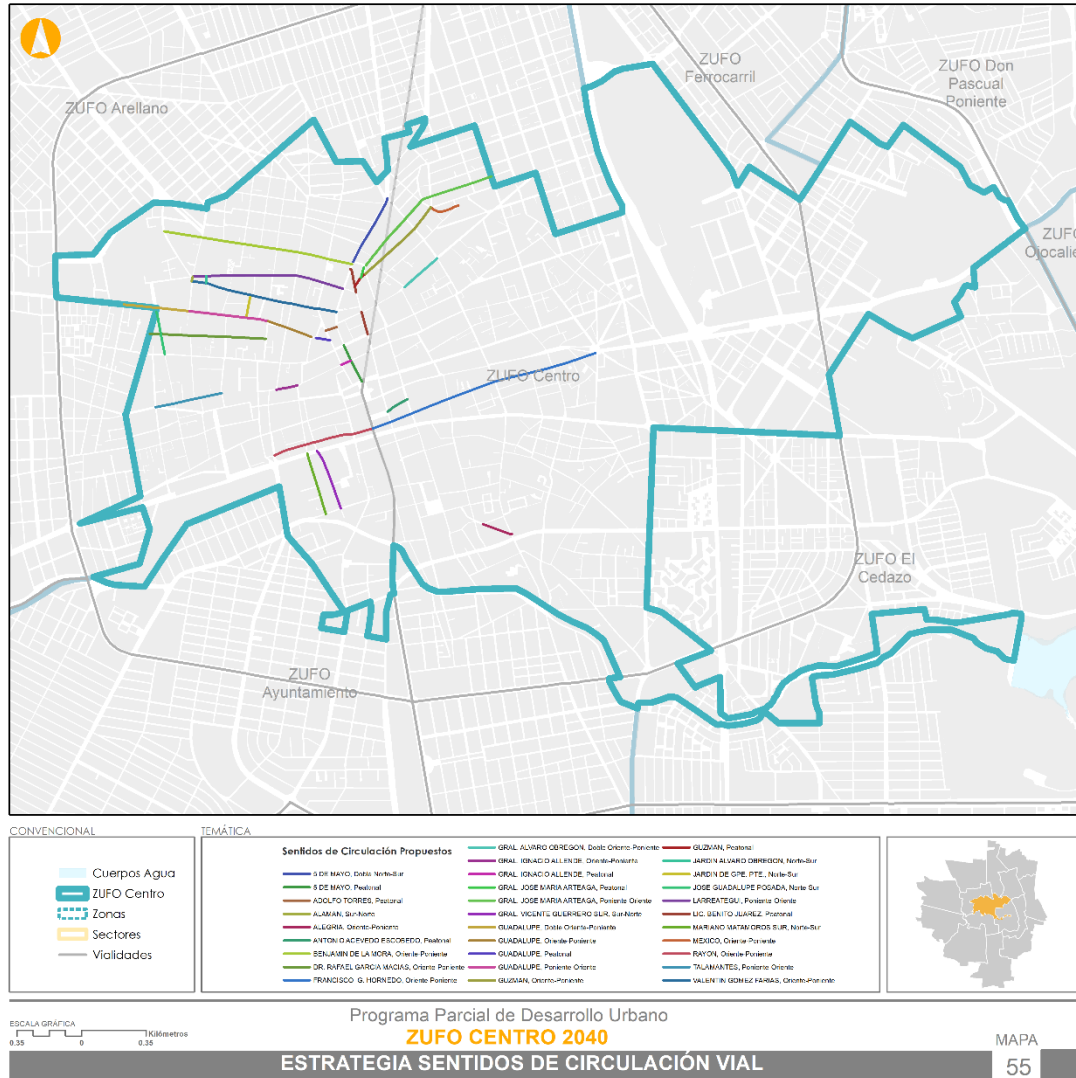 ZUFO
Ferrocarril
ZUFO Don
Pascual
Poniente
ZUFO Arellano
ZUFO
ZUFO Centro
ZUFO El
Cedazo
ZUFO
Ayuntamiento
CONVENCIONAL
Cuerpos Agua
ZUFO Centro
Zonas
Sectores
Vialidades
TEMÁTICA
Sentidos de Circulación Propuestos
5 DE MAYO, Doble Norte-Sur
5 DE MAYO, Peatonal
ADOLFO TORRES, Peatonal
ALAMAN, Sur-Norte
ALEGRIA, Oriente-Poniente
ANTONIO ACEVEDO ESCOBEDO, Peatonal
BENJAMIN DE LA MORA, Oriente-Poniente
DR. RAFAEL GARCIA MACIAS, Oriente-Poniente
FRANCISCO G. HORNEDO, Oriente Poniente
GRAL. ALVARO OBREGON, Doble Oriente-Poniente
GRAL. IGNACIO ALLENDE, Oriente-Poniente
GRAL. IGNACIO ALLENDE, Peatonal
GRAL. JOSE MARIA ARTEAGA, Peatonal
GRAL. JOSE MARIA ARTEAGA, Poniente Oriente
GRAL. VICENTE GUERRERO SUR, Sur-Norte
GUADALUPE, Doble Oriente-Poniente
GUADALUPE, Oriente Poniente
GUADALUPE, Peatonal
GUADALUPE, Poniente Oriente
GUZMAN, Oriente-Poniente
GUZMAN, Peatonal
JARDIN ALVARO OBREGON, Norte-Sur
JARDIN DE GPE. PTE., Norte-Sur
JOSE GUADALUPE POSADA, Norte Sur
LARREATEGUI, Poniente Oriente
LIC. BENITO JUAREZ, Peatonal
MARIANO MATAMOROS SUR, Norte-Sur
MEXICO, Oriente-Poniente
RAYON, Oriente-Poniente
TALAMANTES, Poniente Oriente
VALENTIN GOMEZ FARIAS, Oriente-Poniente
ESCALA GRÁFICA
Kilómetros
0.35 0 0.35
Programa Parcial de Desarrollo Urbano
ZUFO CENTRO 2040
ESTRATEGIA SENTIDOS DE CIRCULACIÓN VIAL
MAPA
55